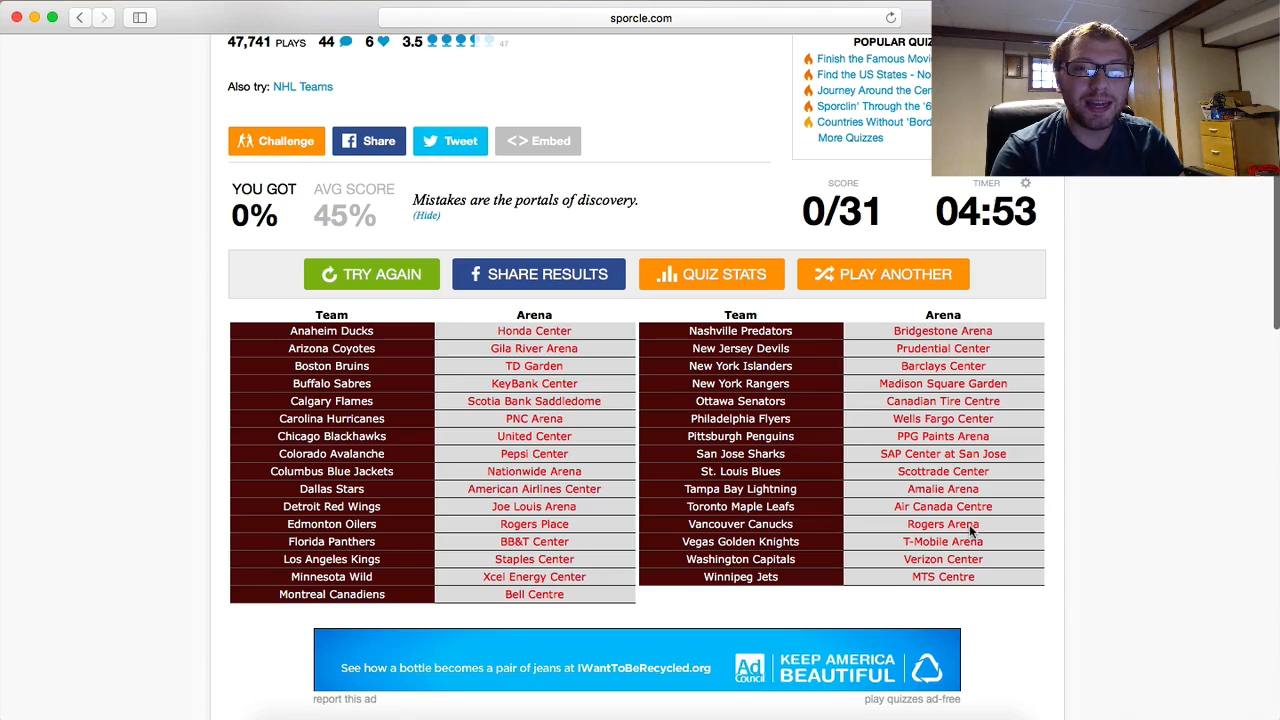 sporcle.com
47,741 PLAYS 44 6 3.5 47
POPULAR QUIZ
Finish the Famous Movi
Find the US States - No
Journey Around the Cen
Sporclin' Through the '6
Countries Without 'Bord
More Quizzes
Also try: NHL Teams
Challenge Share Tweet <> Embed
YOU GOT AVG SCORE
0% 45%
Mistakes are the portals of discovery.
(Hide)
SCORE TIMER
0/31 04:53
TRY AGAIN SHARE RESULTS QUIZ STATS PLAY ANOTHER
Team Arena Team Arena
Anaheim Ducks Honda Center Nashville Predators Bridgestone Arena
Arizona Coyotes Gila River Arena New Jersey Devils Prudential Center
Boston Bruins TD Garden New York Islanders Barclays Center
Buffalo Sabres KeyBank Center New York Rangers Madison Square Garden
Calgary Flames Scotia Bank Saddledome Ottawa Senators Canadian Tire Centre
Carolina Hurricanes PNC Arena Philadelphia Flyers Wells Fargo Center
Chicago Blackhawks United Center Pittsburgh Penguins PPG Paints Arena
Colorado Avalanche Pepsi Center San Jose Sharks SAP Center at San Jose
Columbus Blue Jackets Nationwide Arena St. Louis Blues Scottrade Center
Dallas Stars American Airlines Center Tampa Bay Lightning Amalie Arena
Detroit Red Wings Joe Louis Arena Toronto Maple Leafs Air Canada Centre
Edmonton Oilers Rogers Place Vancouver Canucks Rogers Arena
Florida Panthers BB&T Center Vegas Golden Knights T-Mobile Arena
Los Angeles Kings Staples Center Washington Capitals Verizon Center
Minnesota Wild Xcel Energy Center Winnipeg Jets MTS Centre
Montreal Canadiens Bell Centre
See how a bottle becomes a pair of jeans at IWantToBeRecycled.org
Ad Council
KEEP AMERICA
BEAUTIFUL
report this ad play quizzes ad-free